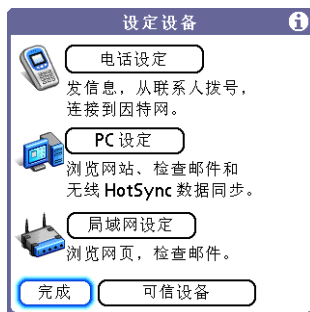 设定设备
电话设定
发信息，从联系人拨号，
连接到因特网。
PC 设定
浏览网站、检查邮件和
无线 HotSync 数据同步。
局域网设定
浏览网页，检查邮件。
完成 可信设备